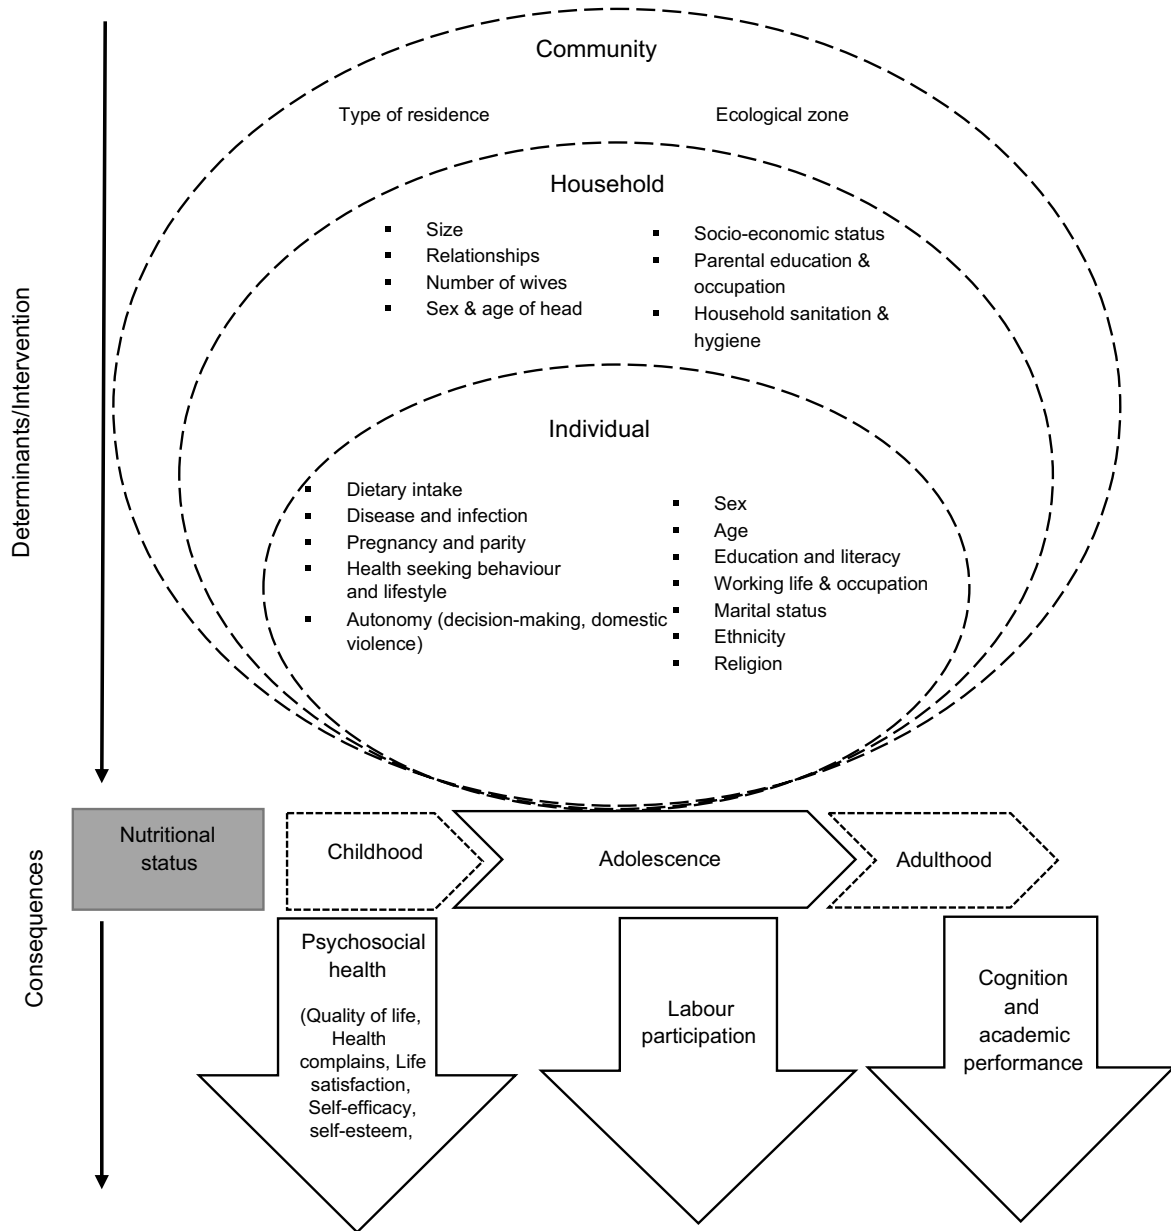 Community
Type of residence
Ecological zone
Household
Size
Relationships
Number of wives
Sex & age of head
Socio-economic status
Parental education &
occupation
Household sanitation &
hygiene
Individual
Dietary intake
Disease and infection
Pregnancy and parity
Health seeking behaviour
and lifestyle
Autonomy (decision-making, domestic
violence)
Sex
Age
Education and literacy
Working life & occupation
Marital status
Ethnicity
Religion
Determinants/Intervention
Nutritional
status
Childhood
Adolescence
Adulthood
Consequences
Psychosocial
health
(Quality of life,
Health
complains, Life
satisfaction,
Self-efficacy,
self-esteem,
Labour
participation
Cognition
and
academic
performance